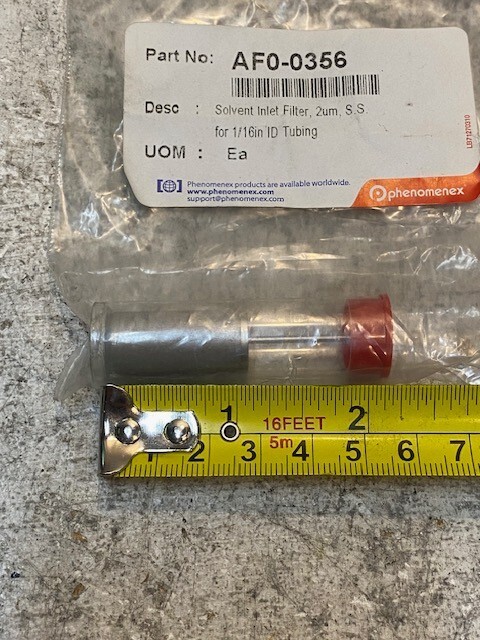 Part No: AF0-0356
Desc : Solvent Inlet Filter, 2um, S.S.
for 1/16in ID Tubing
UOM : Ea
Phenomenex products are available worldwide.
www.phenomenex.com
support@phenomenex.com
phenomenex
LB71270310
1 16FEET 2
1 2 3 5m 4 5 6 7